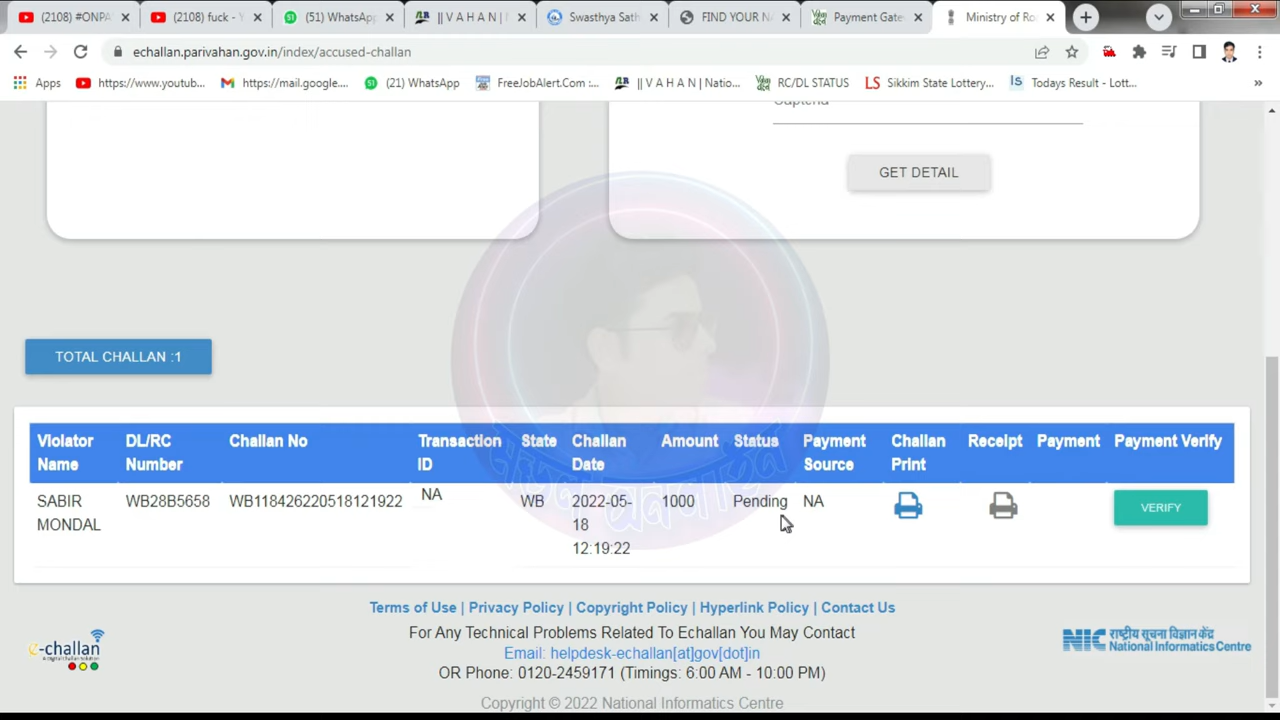 (2108) #ONPA
(2108) fuck - Y
(51) WhatsApp
|| V A H A N |
Swasthya Sath
FIND YOUR N
Payment Gate
Ministry of Ro
echallan.parivahan.gov.in/index/accused-challan
Apps
https://www.youtub...
https://mail.google....
(21) WhatsApp
FreeJobAlert.Com :...
|| V A H A N | Natio...
RC/DL STATUS
LS Sikkim State Lottery...
Todays Result - Lott...
»
GET DETAIL
TOTAL CHALLAN :1
Violator Name DL/RC Number Challan No Transaction ID State Challan Date Amount Status Payment Source Challan Print Receipt Payment Payment Verify
SABIR MONDAL WB28B5658 WB118426220518121922 NA WB 2022-05-18 12:19:22 1000 Pending NA VERIFY
Terms of Use | Privacy Policy | Copyright Policy | Hyperlink Policy | Contact Us
For Any Technical Problems Related To Echallan You May Contact
Email: helpdesk-echallan[at]gov[dot]in
OR Phone: 0120-2459171 (Timings: 6:00 AM - 10:00 PM)
Copyright © 2022 National Informatics Centre
e-challan
A Digital Challan Solution
NIC राष्ट्रीय सूचना विज्ञान केंद्र
National Informatics Centre